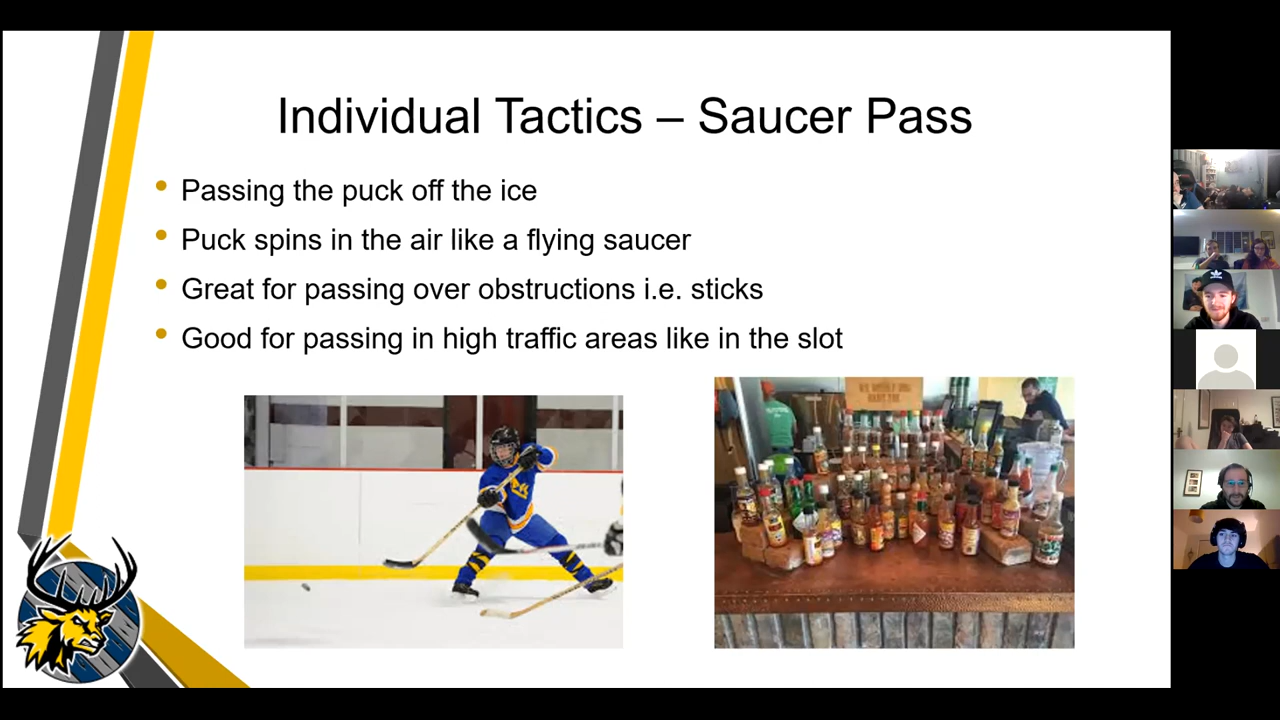 Individual Tactics – Saucer Pass
Passing the puck off the ice
Puck spins in the air like a flying saucer
Great for passing over obstructions i.e. sticks
Good for passing in high traffic areas like in the slot